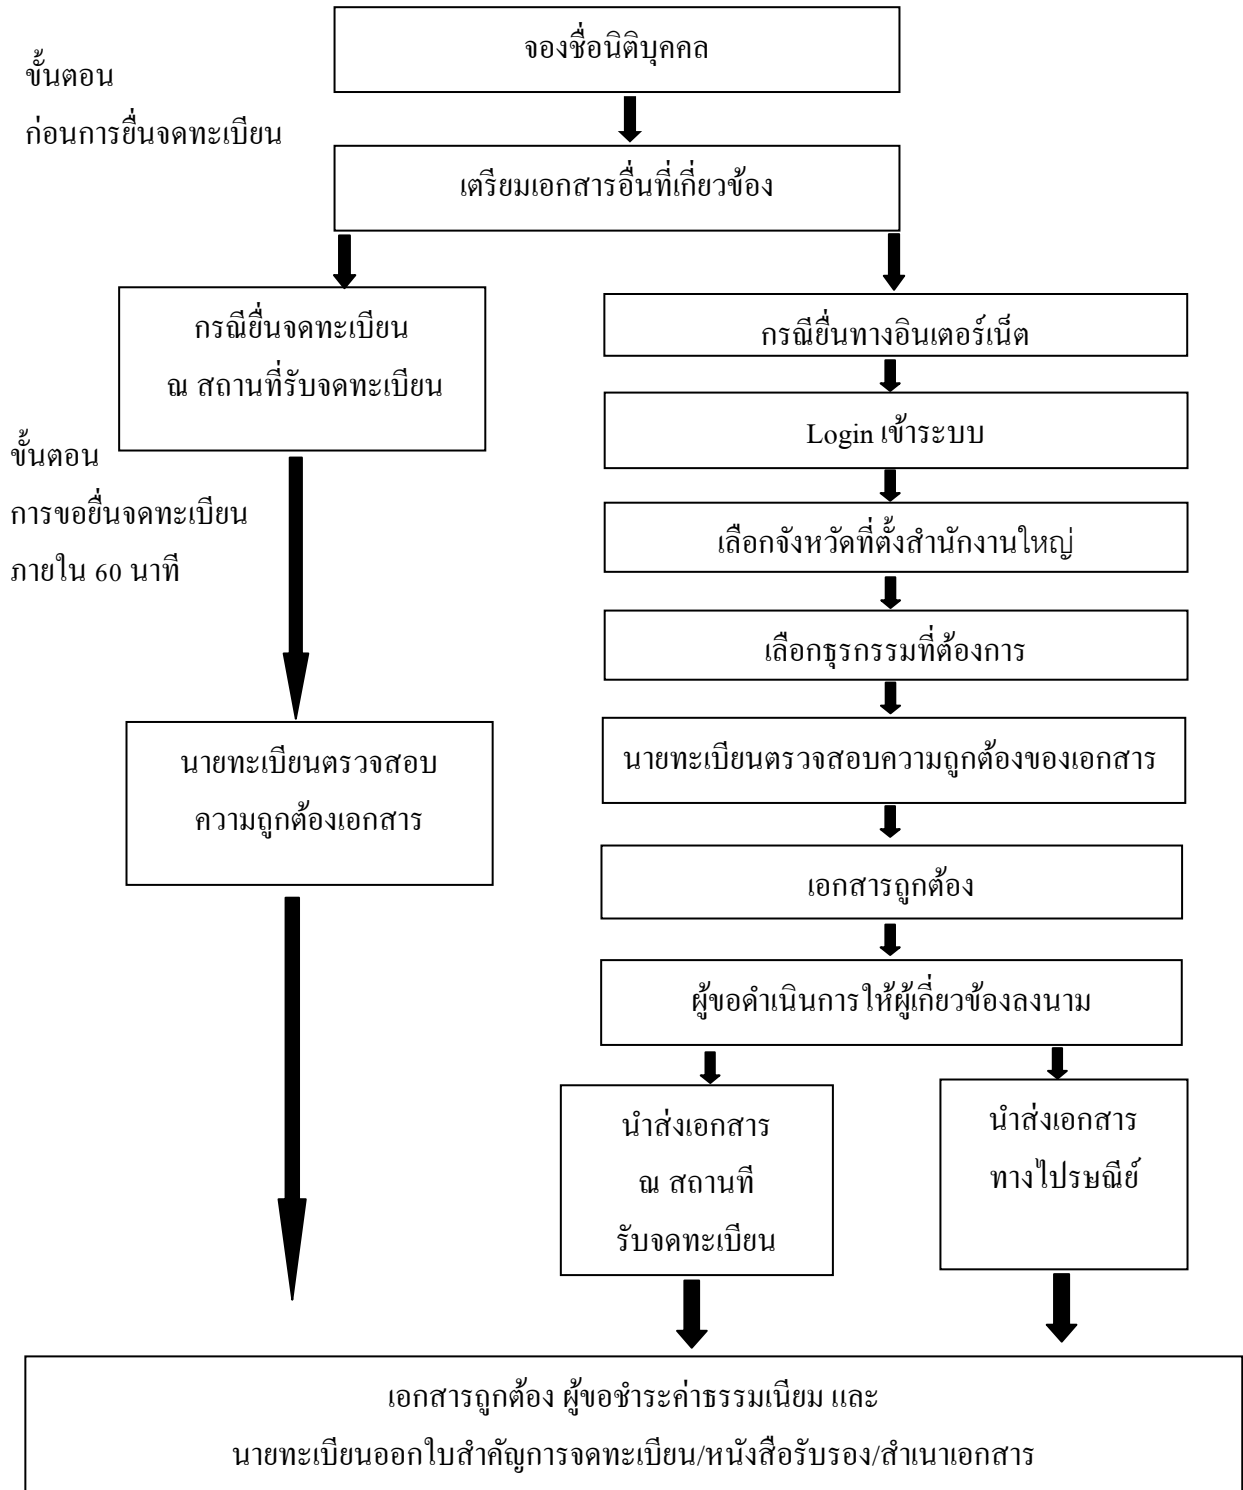 จองชื่อนิติบุคคล
ขั้นตอน
ก่อนการยื่นจดทะเบียน
เตรียมเอกสารอื่นที่เกี่ยวข้อง
กรณียื่นจดทะเบียน
ณ สถานที่รับจดทะเบียน
กรณียื่นทางอินเตอร์เน็ต
Login เข้าระบบ
ขั้นตอน
การขอยื่นจดทะเบียน
ภายใน 60 นาที
เลือกจังหวัดที่ตั้งสำนักงานใหญ่
เลือกธุรกรรมที่ต้องการ
นายทะเบียนตรวจสอบ
ความถูกต้องเอกสาร
นายทะเบียนตรวจสอบความถูกต้องของเอกสาร
เอกสารถูกต้อง
ผู้ขอดำเนินการให้ผู้เกี่ยวข้องลงนาม
นำส่งเอกสาร
ณ สถานที
รับจดทะเบียน
นำส่งเอกสาร
ทางไปรษณีย์
เอกสารถูกต้อง ผู้ขอชำระค่าธรรมเนียม และ
นายทะเบียนออกใบสำคัญการจดทะเบียน/หนังสือรับรอง/สำเนาเอกสาร